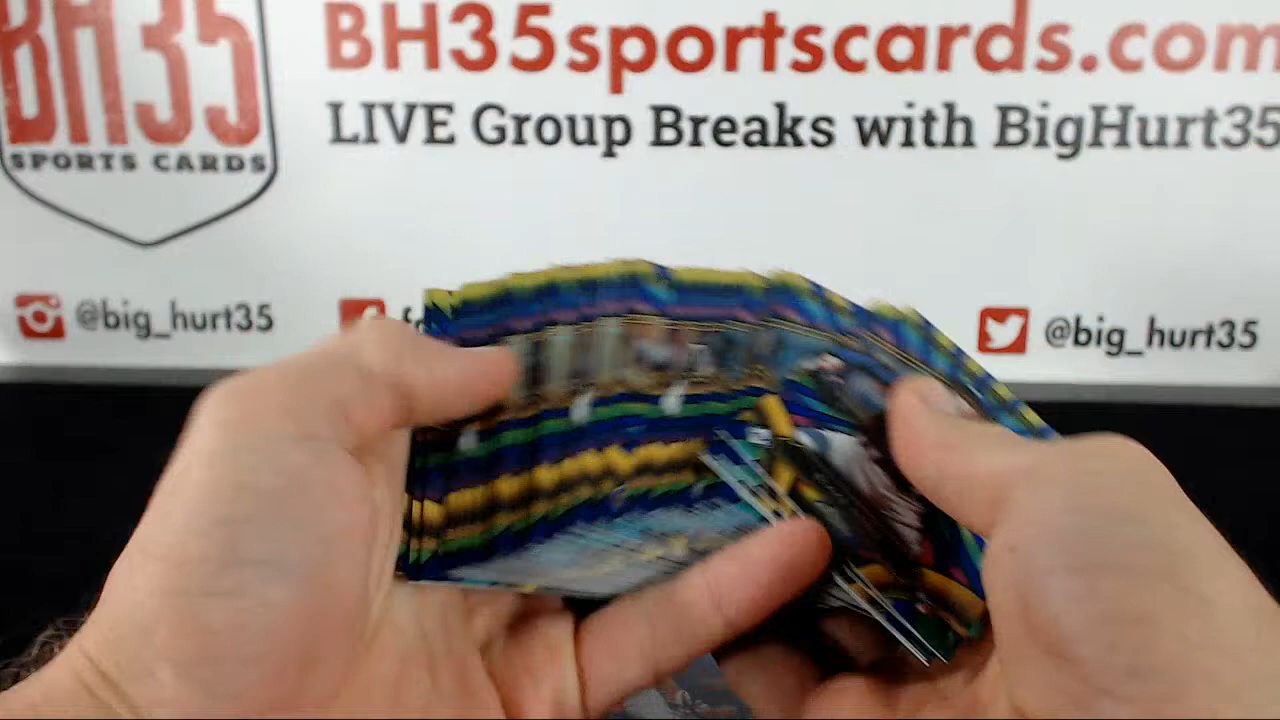 BH35
SPORTS CARDS
BH35sportscards.com
LIVE Group Breaks with BigHurt35
@big_hurt35
@big_hurt35